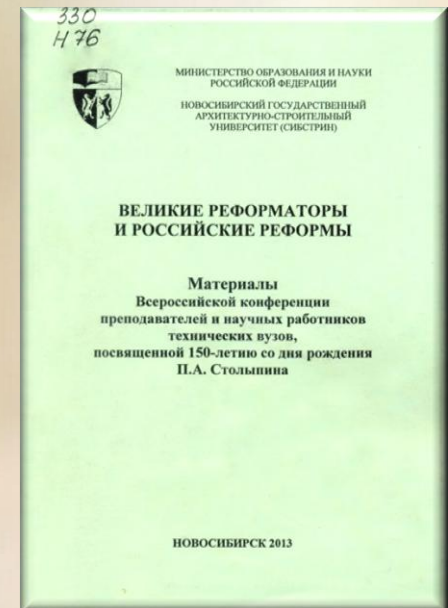 330
Н 76
МИНИСТЕРСТВО ОБРАЗОВАНИЯ И НАУКИ
РОССИЙСКОЙ ФЕДЕРАЦИИ
НОВОСИБИРСКИЙ ГОСУДАРСТВЕННЫЙ
АРХИТЕКТУРНО-СТРОИТЕЛЬНЫЙ
УНИВЕРСИТЕТ (СИБСТРИН)
ВЕЛИКИЕ РЕФОРМАТОРЫ
И РОССИЙСКИЕ РЕФОРМЫ
Материалы
Всероссийской конференции
преподавателей и научных работников
технических вузов,
посвященной 150-летию со дня рождения
П.А. Столыпина
НОВОСИБИРСК 2013